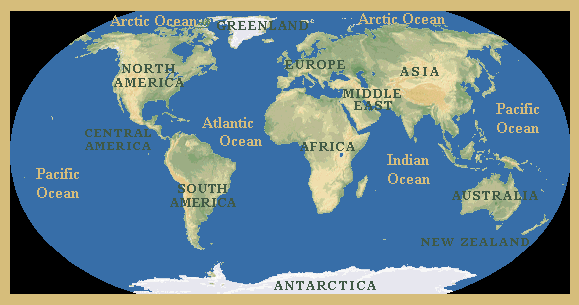 Arctic Ocean
Arctic Ocean
GREENLAND
EUROPE
NORTH
AMERICA
ASIA
MIDDLE
EAST
Pacific
Ocean
Atlantic
Ocean
CENTRAL
AMERICA
AFRICA
Indian
Ocean
Pacific
Ocean
SOUTH
AMERICA
AUSTRALIA
NEW ZEALAND
ANTARCTICA